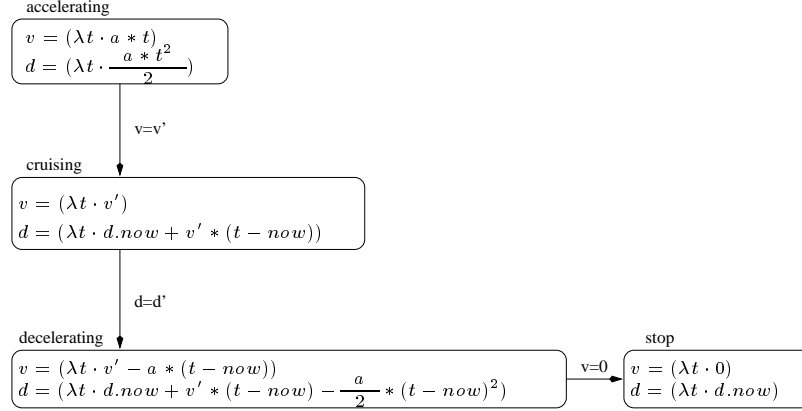 accelerating
v = (λt · a * t)
d = (λt · a * t² / 2)
v=v'
cruising
v = (λt · v′)
d = (λt · d.now + v′ * (t − now))
d=d'
decelerating
v = (λt · v′ − a * (t − now))
d = (λt · d.now + v′ * (t − now) − a / 2 * (t − now)²)
v=0
stop
v = (λt · 0)
d = (λt · d.now)